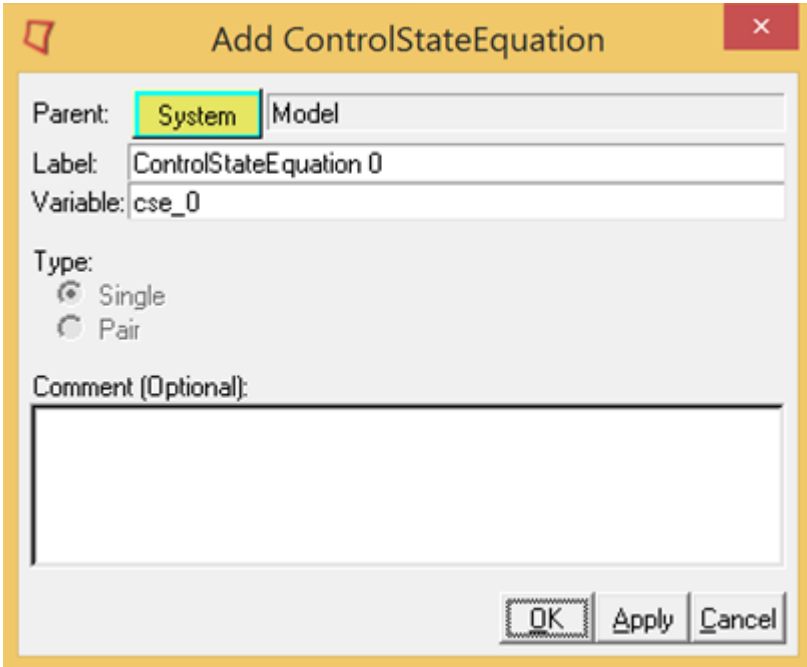 Add ControlStateEquation
Parent: System Model
Label: ControlStateEquation 0
Variable: cse_0
Type:
Single
Pair
Comment (Optional):
OK Apply Cancel